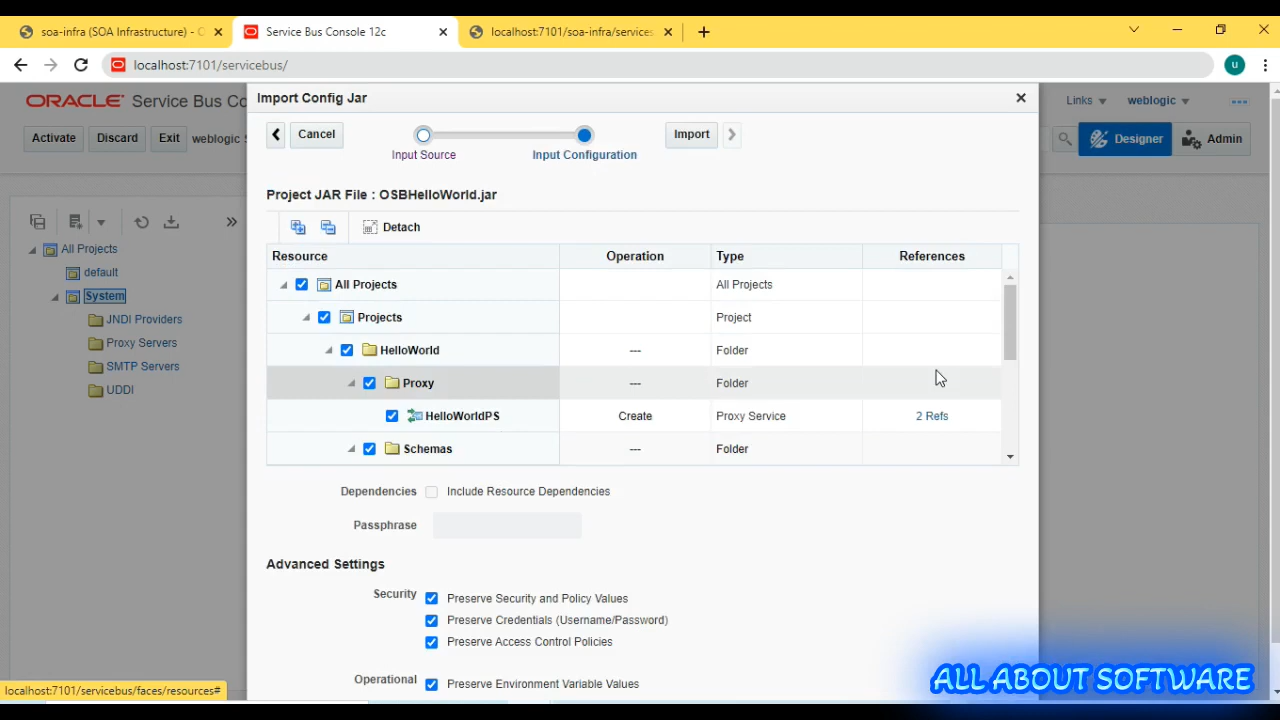 soa-infra (SOA Infrastructure) - O
Service Bus Console 12c
localhost:7101/soa-infra/services
localhost:7101/servicebus/
u
ORACLE Service Bus Co
Import Config Jar
Links
weblogic
Activate
Discard
Exit
weblogic S
Cancel
Input Source
Input Configuration
Import
Designer
Admin
Project JAR File : OSBHelloWorld.jar
Detach
All Projects
default
System
JNDI Providers
Proxy Servers
SMTP Servers
UDDI
Resource Operation Type References
All Projects All Projects
Projects Project
HelloWorld --- Folder
Proxy --- Folder
HelloWorldPS Create Proxy Service 2 Refs
Schemas --- Folder
Dependencies Include Resource Dependencies
Passphrase
Advanced Settings
Security Preserve Security and Policy Values
Preserve Credentials (Username/Password)
Preserve Access Control Policies
Operational Preserve Environment Variable Values
localhost:7101/servicebus/faces/resources#
ALL ABOUT SOFTWARE